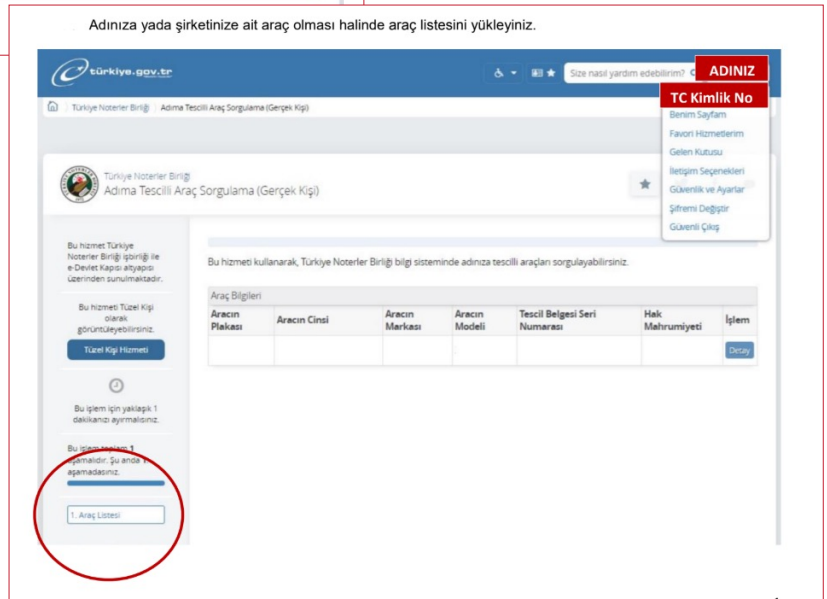 Adınıza yada şirketinize ait araç olması halinde araç listesini yükleyiniz.
türkiye.gov.tr
Size nasıl yardım edebilirim?
ADINIZ
TC Kimlik No
Türkiye Noterler Birliği
Adıma Tescilli Araç Sorgulama (Gerçek Kişi)
Benim Sayfam
Favori Hizmetlerim
Gelen Kutusu
İletişim Seçenekleri
Güvenlik ve Ayarlar
Şifremi Değiştir
Güvenli Çıkış
Türkiye Noterler Birliği
Adıma Tescilli Araç Sorgulama (Gerçek Kişi)
Bu hizmet Türkiye
Noterler Birliği işbirliği ile
e-Devlet Kapısı altyapısı
üzerinden sunulmaktadır.
Bu hizmeti Tüzel Kişi
olarak
görüntüleyebilirsiniz.
Tüzel Kişi Hizmeti
Bu işlem için yaklaşık 1
dakikanızı ayırmalısınız.
Bu işlem toplam 1
aşamalıdır. Şu anda 1.
aşamadasınız.
1. Araç Listesi
Bu hizmeti kullanarak, Türkiye Noterler Birliği bilgi sisteminde adınıza tescilli araçları sorgulayabilirsiniz.
Araç Bilgileri
Aracın Plakası
Aracın Cinsi
Aracın Markası
Aracın Modeli
Tescil Belgesi Seri Numarası
Hak Mahrumiyeti
İşlem
Detay